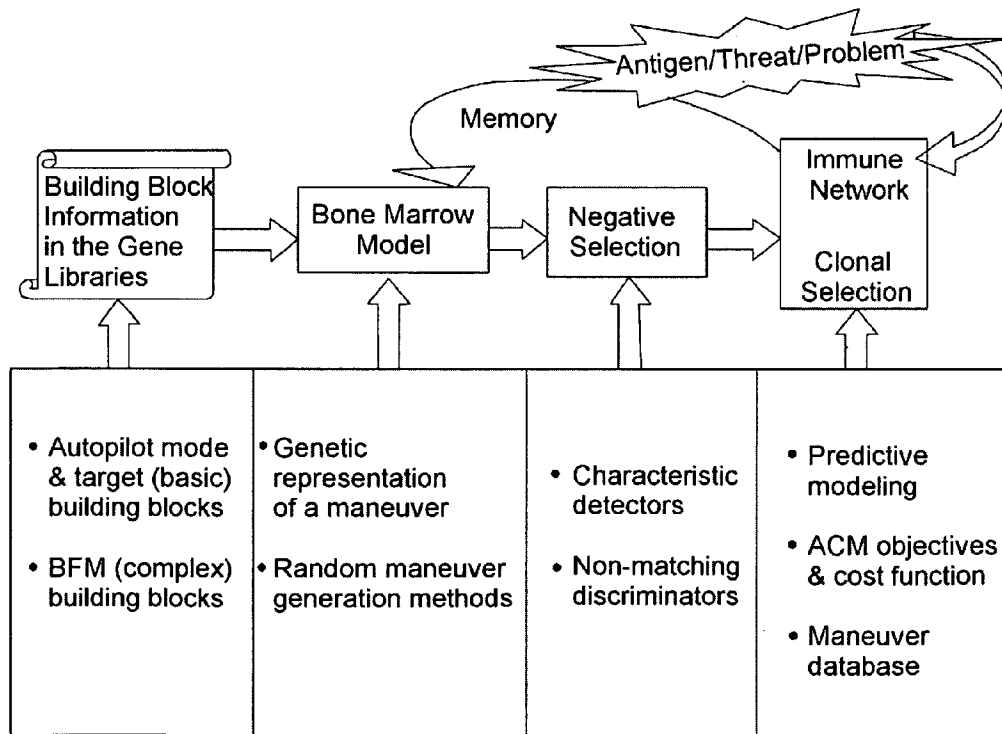 Antigen/Threat/Problem
Memory
Building Block
Information
in the Gene
Libraries
Bone Marrow
Model
Negative
Selection
Immune
Network
Clonal
Selection
• Autopilot mode
& target (basic)
building blocks
• BFM (complex)
building blocks
• Genetic
representation
of a maneuver
• Random maneuver
generation methods
• Characteristic
detectors
• Non-matching
discriminators
• Predictive
modeling
• ACM objectives
& cost function
• Maneuver
database